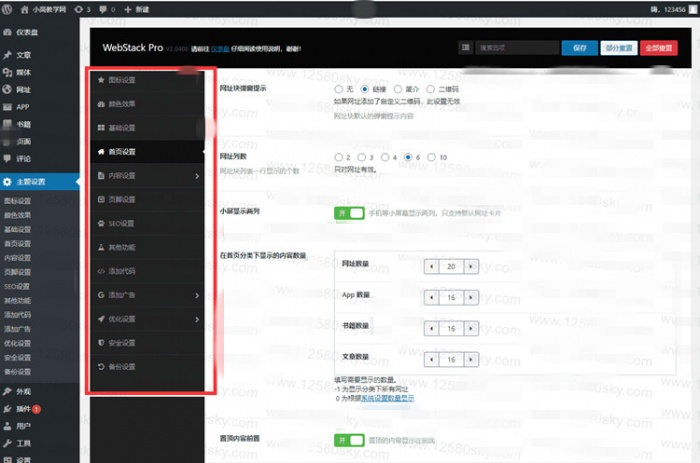 小岗教学网 3 0 新建 123456
仪表盘
文章
媒体
网址
APP
书籍
页面
评论
主题设置
图标设置
颜色效果
基础设置
首页设置
内容设置
页脚设置
SEO设置
其他功能
添加代码
添加广告
优化设置
安全设置
备份设置
外观
插件 1
用户
工具
设置
WebStack Pro V2.0406 请前往 仪表盘 仔细阅读使用说明，谢谢!
搜索选项 保存 部分重置 全部重置
图标设置
颜色效果
基础设置
首页设置
内容设置
页脚设置
SEO设置
其他功能
添加代码
添加广告
优化设置
安全设置
备份设置
网址块弹窗提示 无 链接 简介 二维码
如果网址添加了自定义二维码，此设置无效
网址块默认的弹窗提示内容
网址列数 2 3 4 6 10
网址块列表一行显示的个数 只对网址有效。
小屏显示两列 开 手机等小屏幕显示两列。只支持默认网址卡片
在首页分类下显示的内容数量
网址数量 20
App 数量 16
书籍数量 16
文章数量 16
填写需要显示的数量。
-1 为显示分类下所有网址
0 为根据系统设置数量显示
置顶内容前置 开 置顶的内容显示在前面
www.12580sky.com